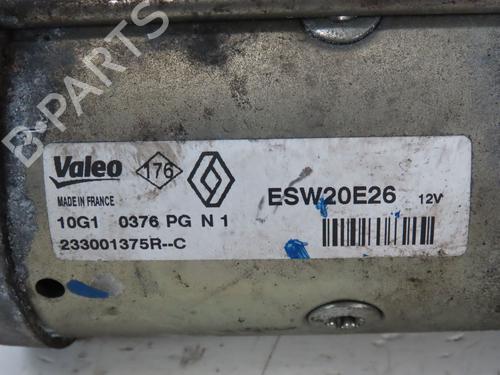 Valeo 176
MADE IN FRANCE
ESW20E26 12V
10G1 0376 PG N 1
233001375R--C
B-PARTS